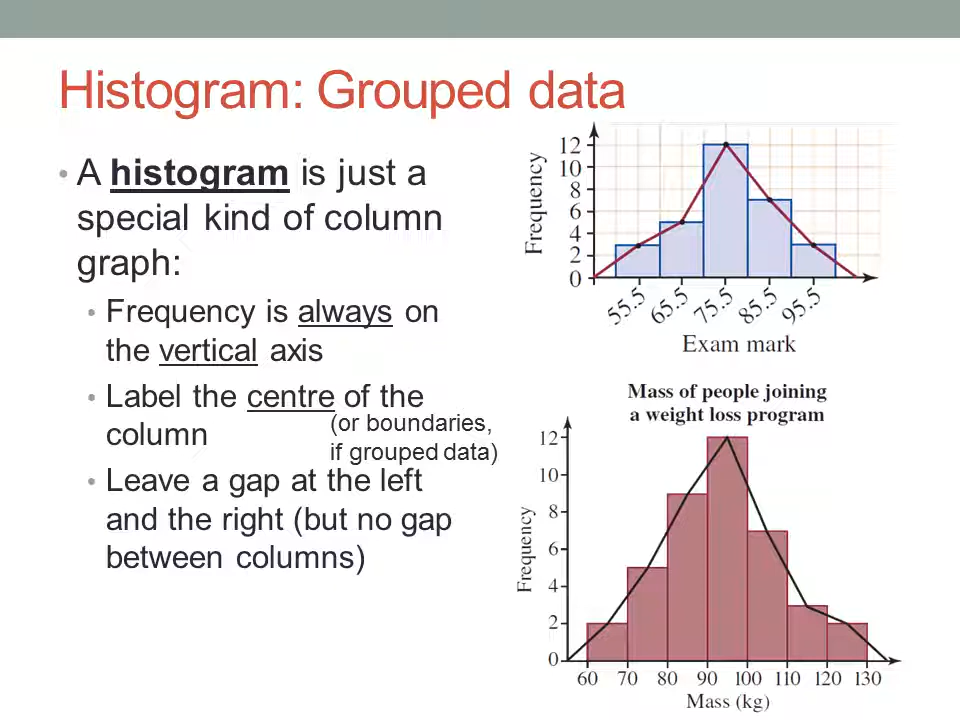 Histogram: Grouped data
• A histogram is just a
special kind of column
graph:
• Frequency is always on
the vertical axis
• Label the centre of the
column
(or boundaries,
if grouped data)
• Leave a gap at the left
and the right (but no gap
between columns)
Frequency
12
10
8
6
4
2
0
55.5 65.5 75.5 85.5 95.5
Exam mark
Mass of people joining
a weight loss program
Frequency
12
10
8
6
4
2
0
60 70 80 90 100 110 120 130
Mass (kg)